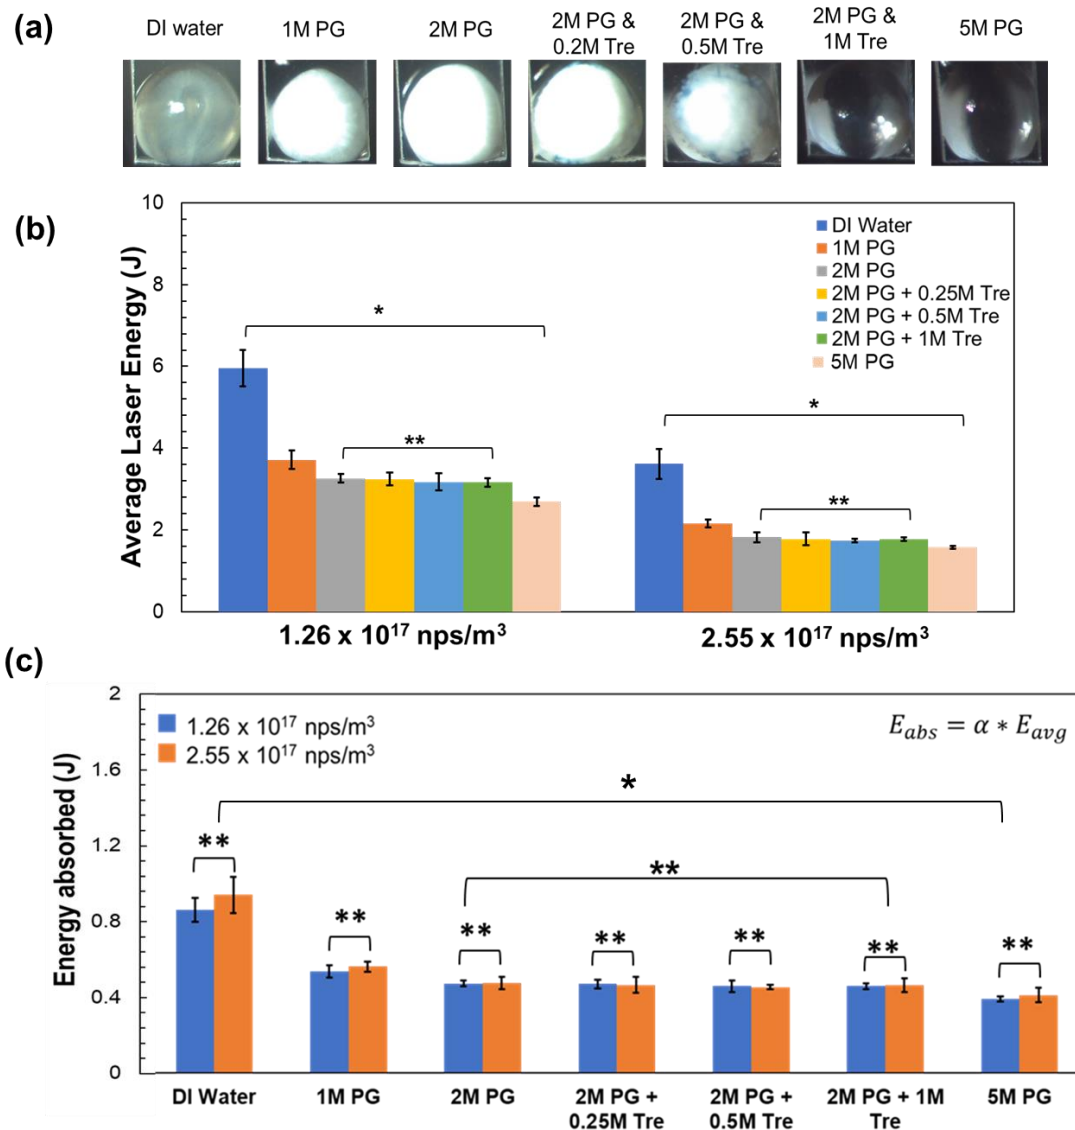 (a)
DI water
1M PG
2M PG
2M PG &
0.2M Tre
2M PG &
0.5M Tre
2M PG &
1M Tre
5M PG
(b)
Average Laser Energy (J)
10
8
6
4
2
0
*
**
*
**
DI Water
1M PG
2M PG
2M PG + 0.25M Tre
2M PG + 0.5M Tre
2M PG + 1M Tre
5M PG
1.26 x 10¹⁷ nps/m³
2.55 x 10¹⁷ nps/m³
(c)
Energy absorbed (J)
2
1.6
1.2
0.8
0.4
0
1.26 x 10¹⁷ nps/m³
2.55 x 10¹⁷ nps/m³
E_abs = α * E_avg
*
**
**
**
**
**
**
**
**
DI Water
1M PG
2M PG
2M PG +
0.25M Tre
2M PG +
0.5M Tre
2M PG + 1M
Tre
5M PG